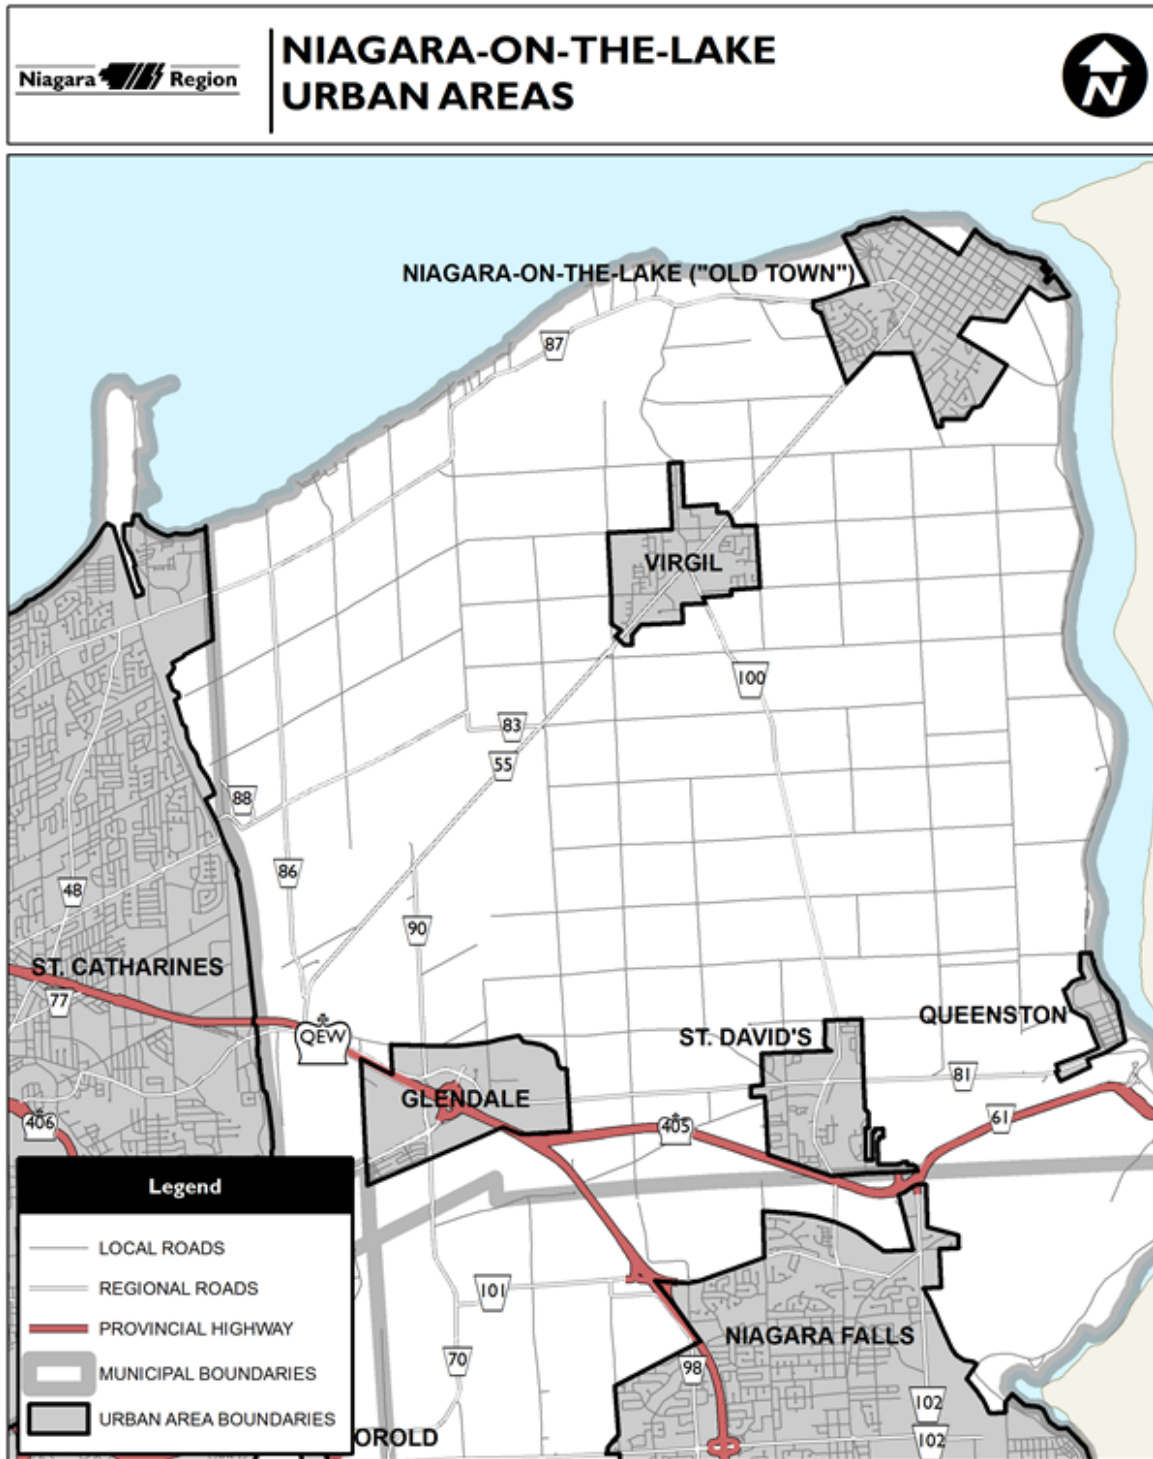 Niagara Region
NIAGARA-ON-THE-LAKE
URBAN AREAS
N
NIAGARA-ON-THE-LAKE ("OLD TOWN")
87
VIRGIL
100
83
55
88
86
48
90
ST. CATHARINES
77
QUEENSTON
QEW
ST. DAVID'S
81
GLENDALE
61
406
405
Legend
LOCAL ROADS
REGIONAL ROADS
PROVINCIAL HIGHWAY
MUNICIPAL BOUNDARIES
URBAN AREA BOUNDARIES
101
NIAGARA FALLS
70
98
102
OROLD
102